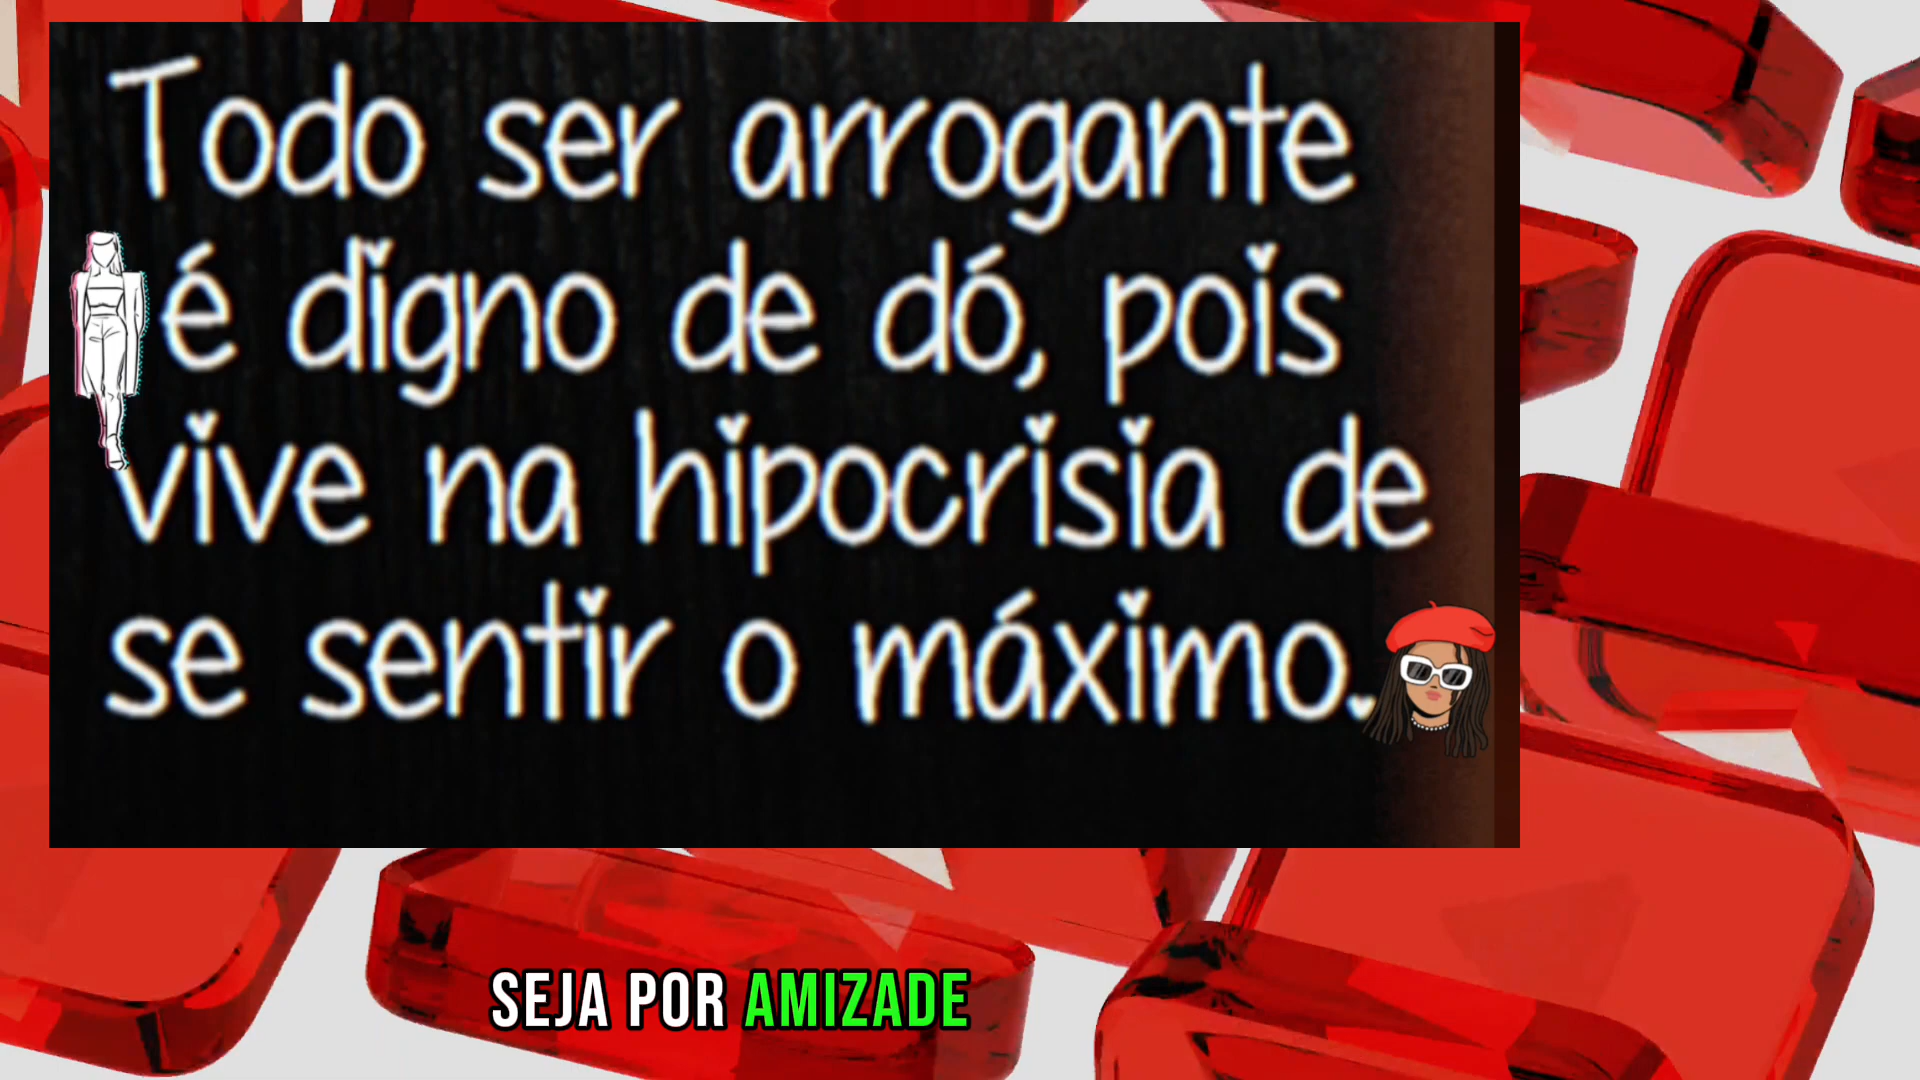 Todo ser arrogante
é digno de dó, pois
vive na hipocrisia de
se sentir o máximo.
SEJA POR AMIZADE